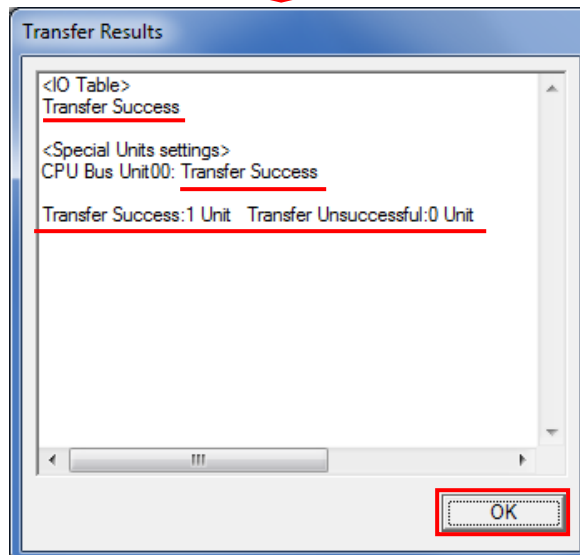 Transfer Results
<IO Table>
Transfer Success
<Special Units settings>
CPU Bus Unit00: Transfer Success
Transfer Success:1 Unit   Transfer Unsuccessful:0 Unit
OK